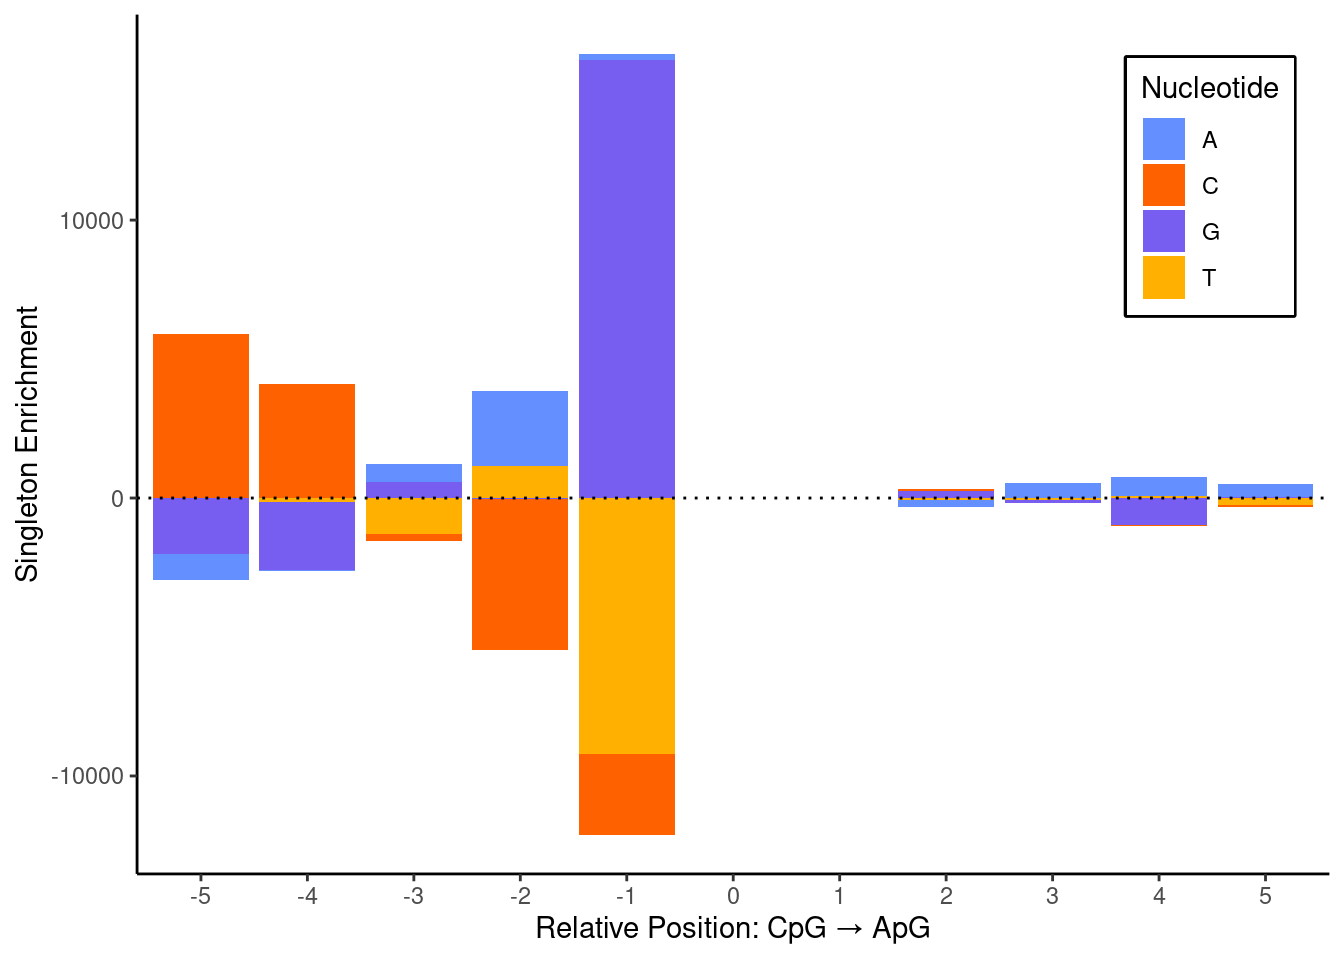 Nucleotide
A
C
G
T
Singleton Enrichment
10000
0
-10000
-5 -4 -3 -2 -1 0 1 2 3 4 5
Relative Position: CpG → ApG